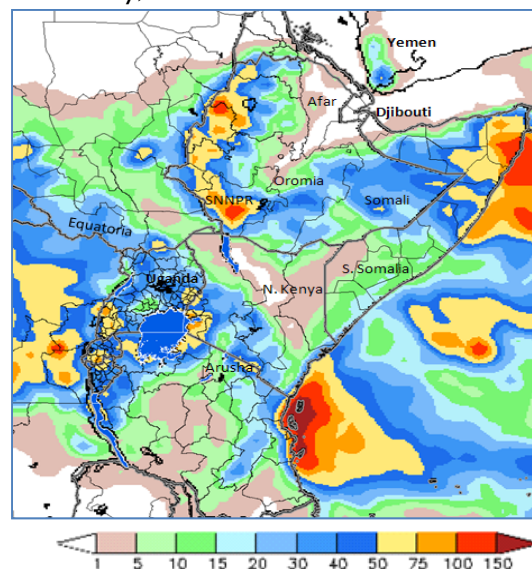 Yemen
Afar
Djibouti
Oromia
SNNPR
Somali
Equatoria
Uganda
S. Somalia
N. Kenya
Arusha
1 5 10 15 20 30 40 50 75 100 150